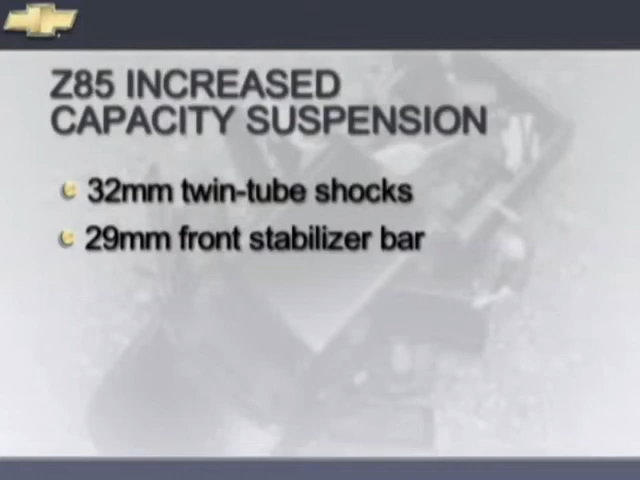 Z85 INCREASED
CAPACITY SUSPENSION
32mm twin-tube shocks
29mm front stabilizer bar